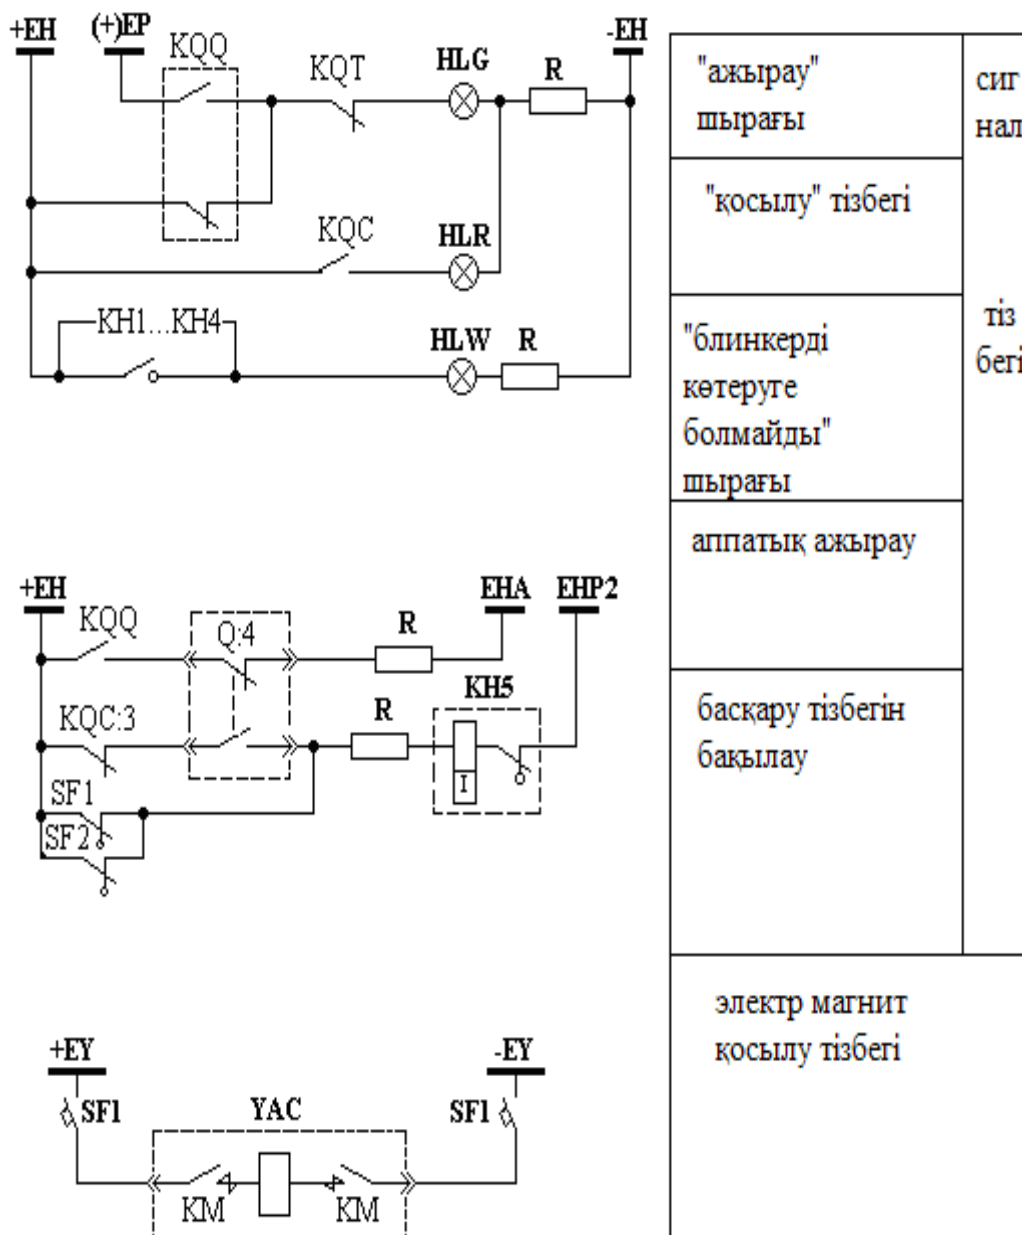 +EH
(+)EP
-EH
KQQ
KQT
HLG
R
KQC
HLR
KH1...KH4
HLW
R
"ажырау"
шырағы
сиг
нал
"қосылу" тізбегі
"блинкерді
көтеруге
болмайды"
шырағы
тіз
бегі
аппатық ажырау
басқару тізбегін
бақылау
+EH
EHA
EHP2
KQQ
Q:4
R
KQC:3
R
KH5
I
SF1
SF2
электр магнит
қосылу тізбегі
+EY
-EY
SF1
YAC
SF1
KM
KM